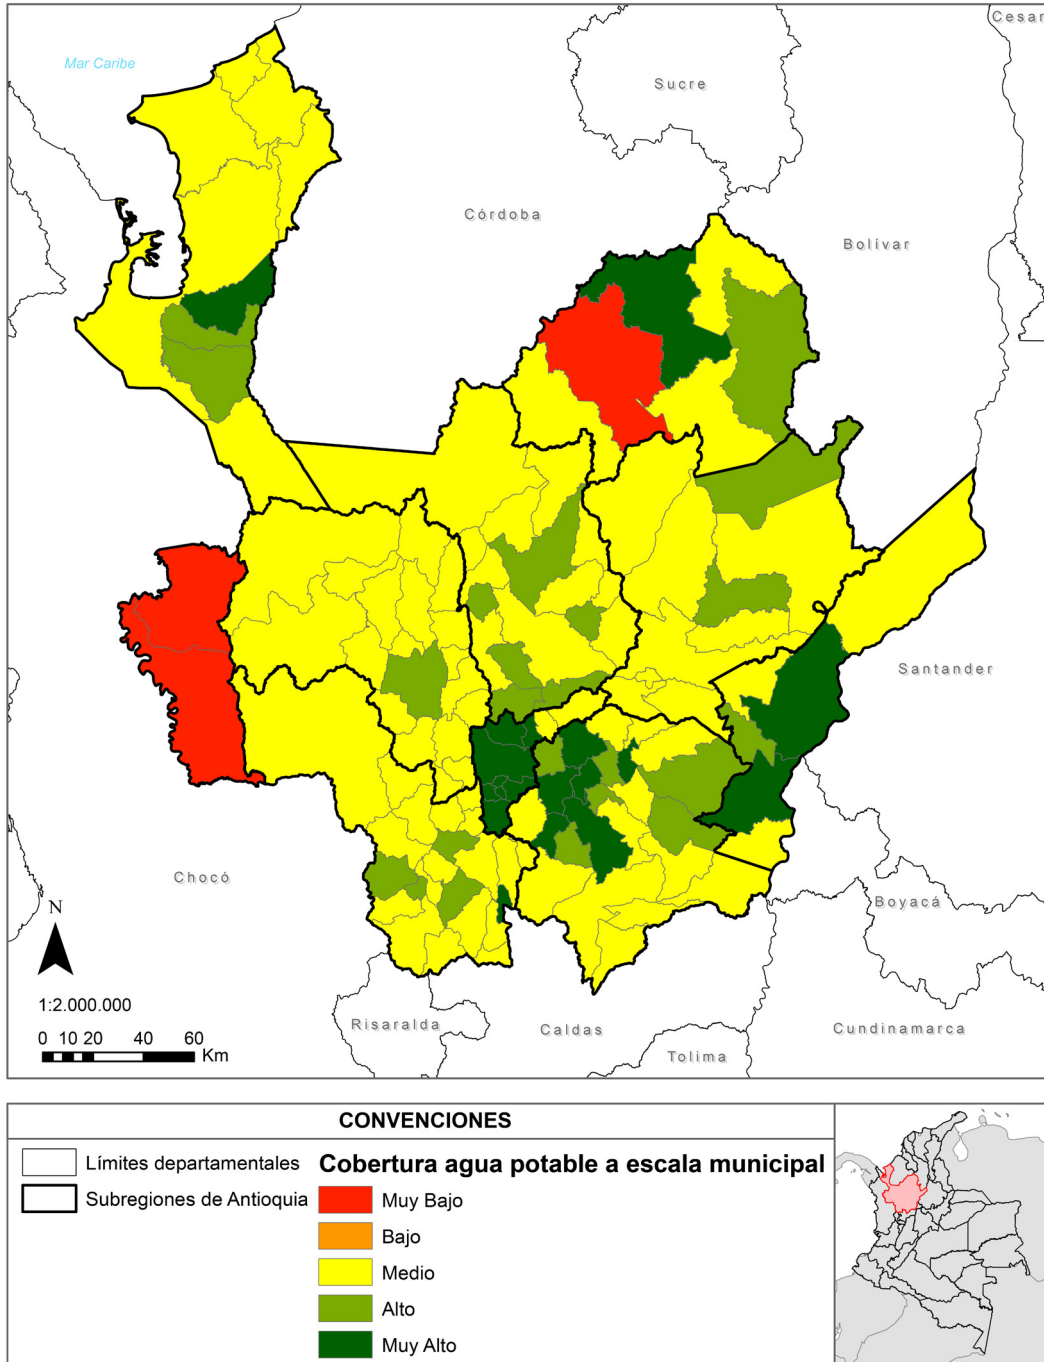 Cesar
Mar Caribe
Sucre
Córdoba
Bolívar
Santander
Chocó
Boyacá
N
1:2.000.000
Risaralda
Caldas
Cundinamarca
Tolima
0 10 20 40 60
Km
CONVENCIONES
Límites departamentales
Subregiones de Antioquia
Cobertura agua potable a escala municipal
Muy Bajo
Bajo
Medio
Alto
Muy Alto